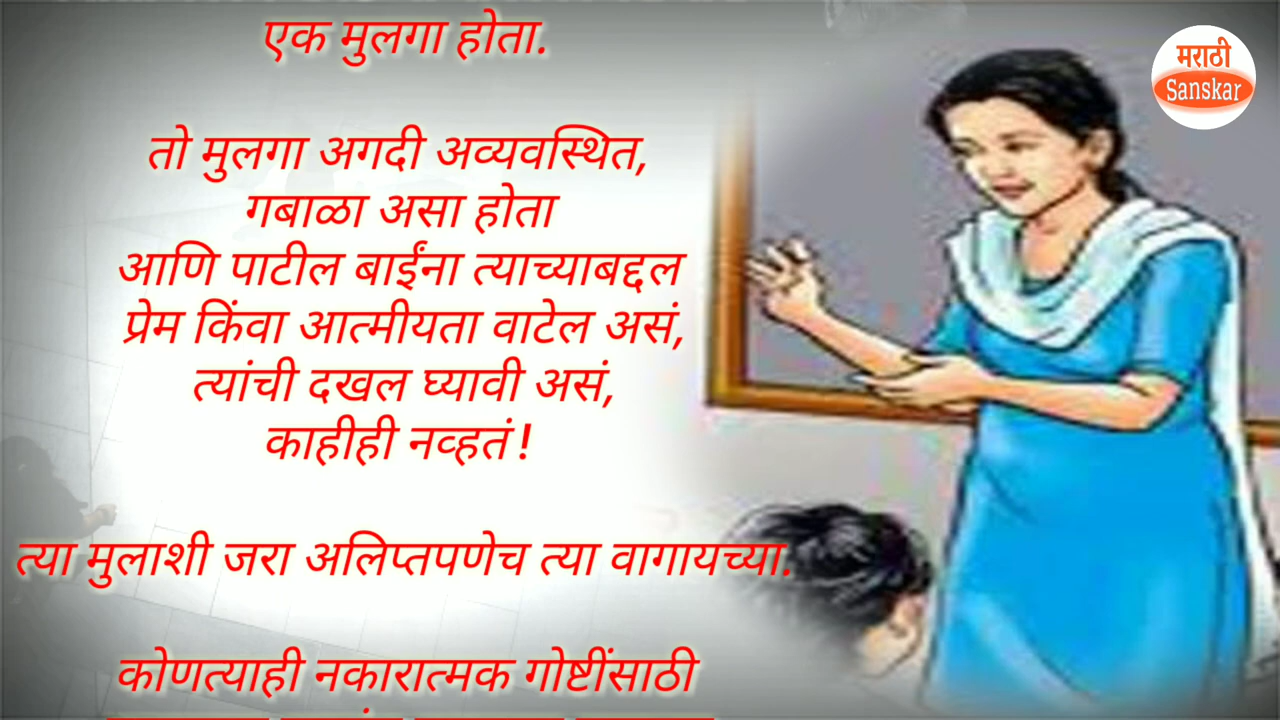 एक मुलगा होता.
तो मुलगा अगदी अव्यवस्थित,
गबाळा असा होता
आणि पाटील बाईंना त्याच्याबद्दल
प्रेम किंवा आत्मीयता वाटेल असं,
त्यांची दखल घ्यावी असं,
काहीही नव्हतं!
त्या मुलाशी जरा अलिप्तपणेच त्या वागायच्या.
कोणत्याही नकारात्मक गोष्टींसाठी
मराठी
Sanskar